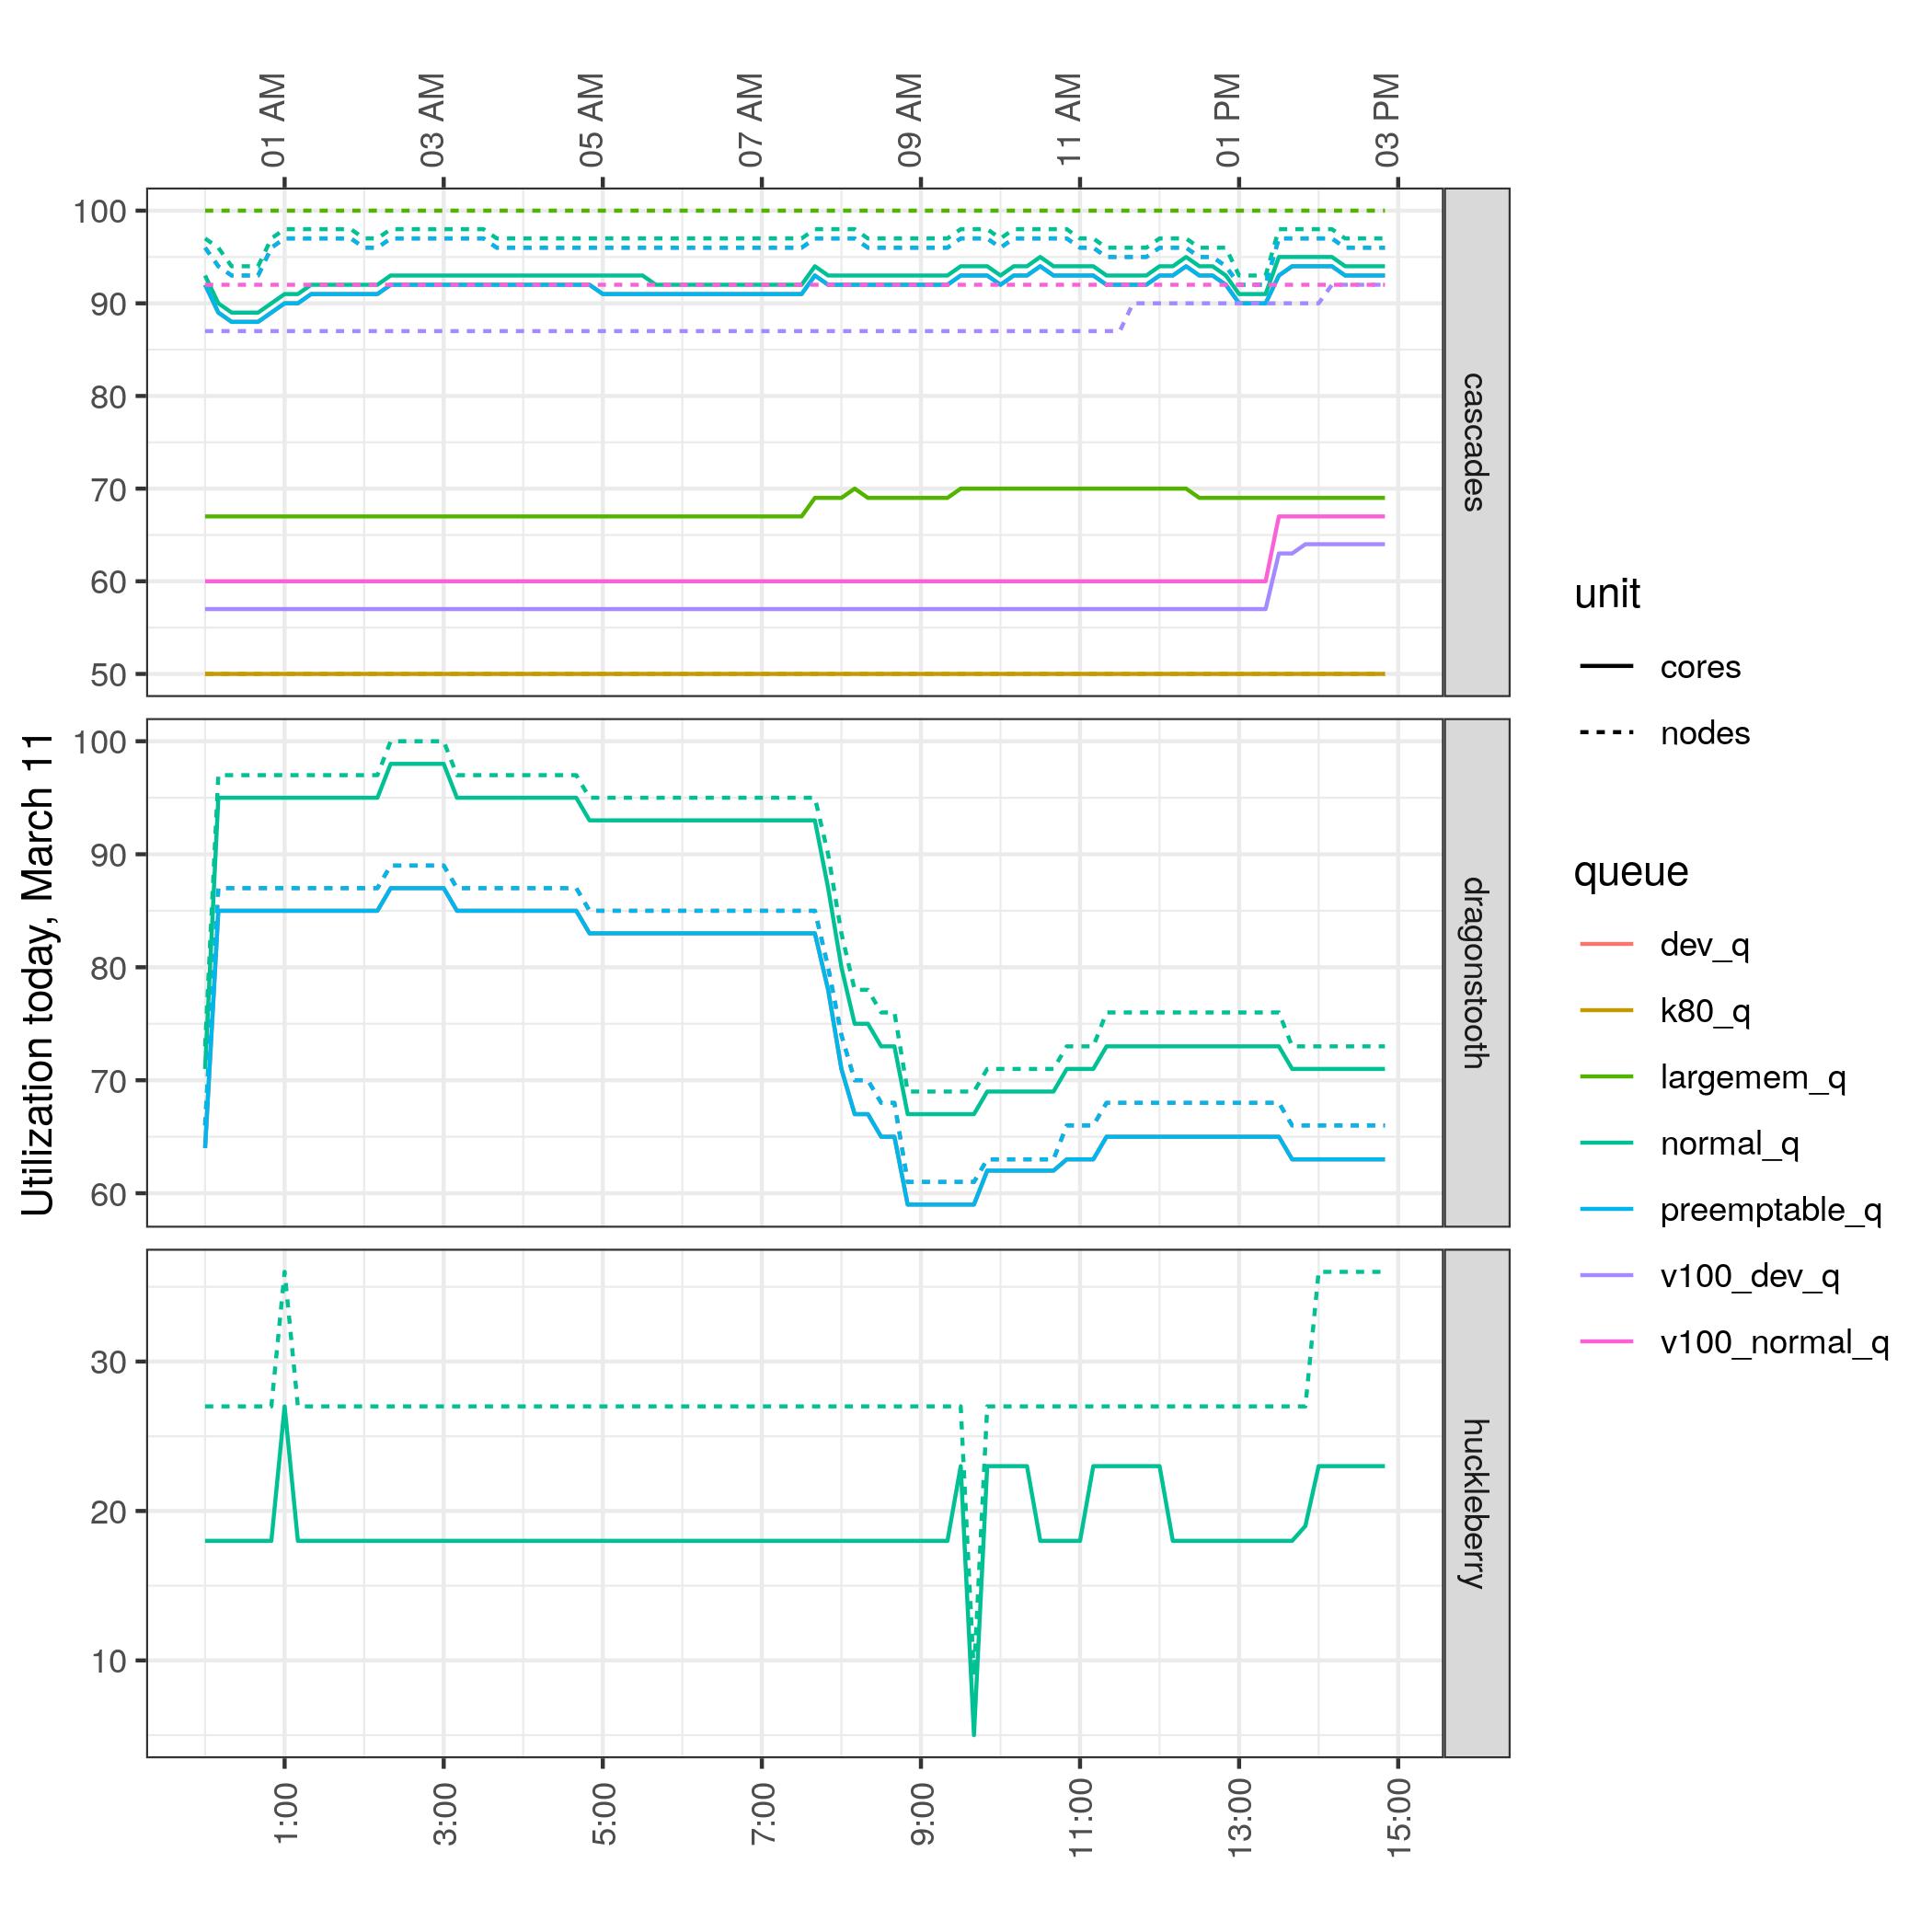 01 AM
03 AM
05 AM
07 AM
09 AM
11 AM
01 PM
03 PM
Utilization today, March 11
100
90
80
70
60
50
cascades
100
90
80
70
60
dragonstooth
30
20
10
huckleberry
1:00
3:00
5:00
7:00
9:00
11:00
13:00
15:00
unit
cores
nodes
queue
dev_q
k80_q
largemem_q
normal_q
preemptable_q
v100_dev_q
v100_normal_q